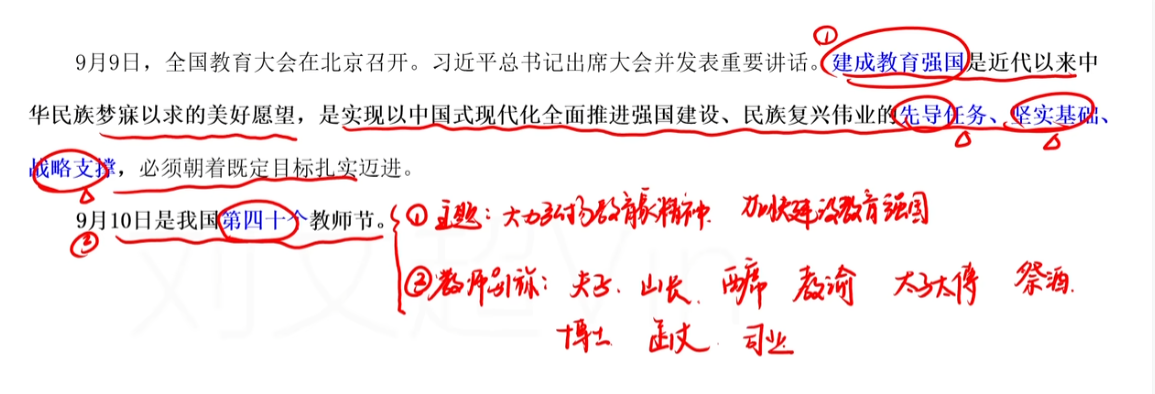 ①
9月9日，全国教育大会在北京召开。习近平总书记出席大会并发表重要讲话。建成教育强国是近代以来中
华民族梦寐以求的美好愿望，是实现以中国式现代化全面推进强国建设、民族复兴伟业的先导任务、坚实基础、
战略支撑，必须朝着既定目标扎实迈进。
②
9月10日是我国第四十个教师节。
①主题：大力弘扬教育家精神 加快建设教育强国
②教师别称：夫子、山长、西席 教谕 太子太傅 祭酒
博士 函丈 司业